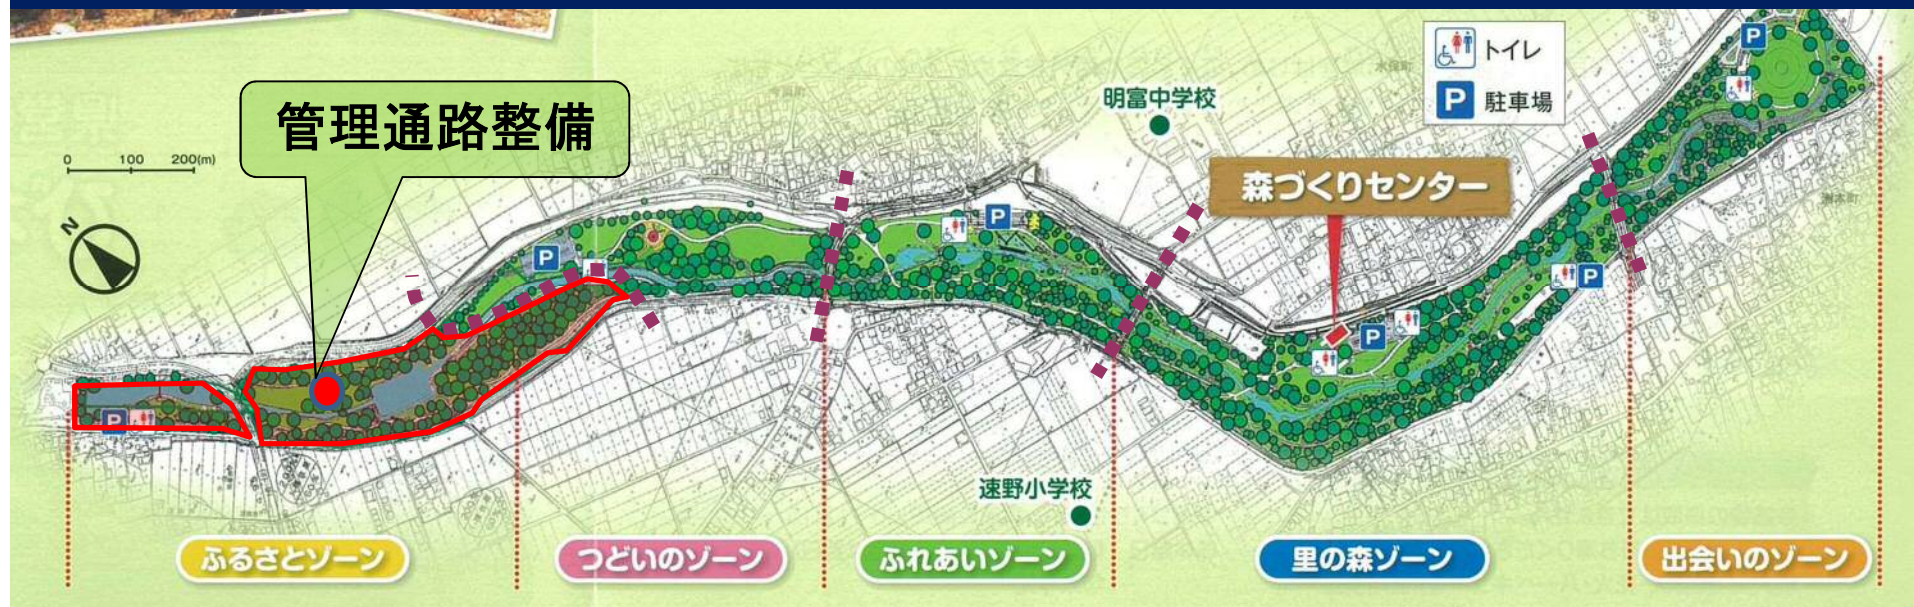 管理通路整備
0 100 200(m)
N
トイレ
P 駐車場
明富中学校
森づくりセンター
P
P
P
P
P
P
速野小学校
ふるさとゾーン
つどいのゾーン
ふれあいゾーン
里の森ゾーン
出会いのゾーン